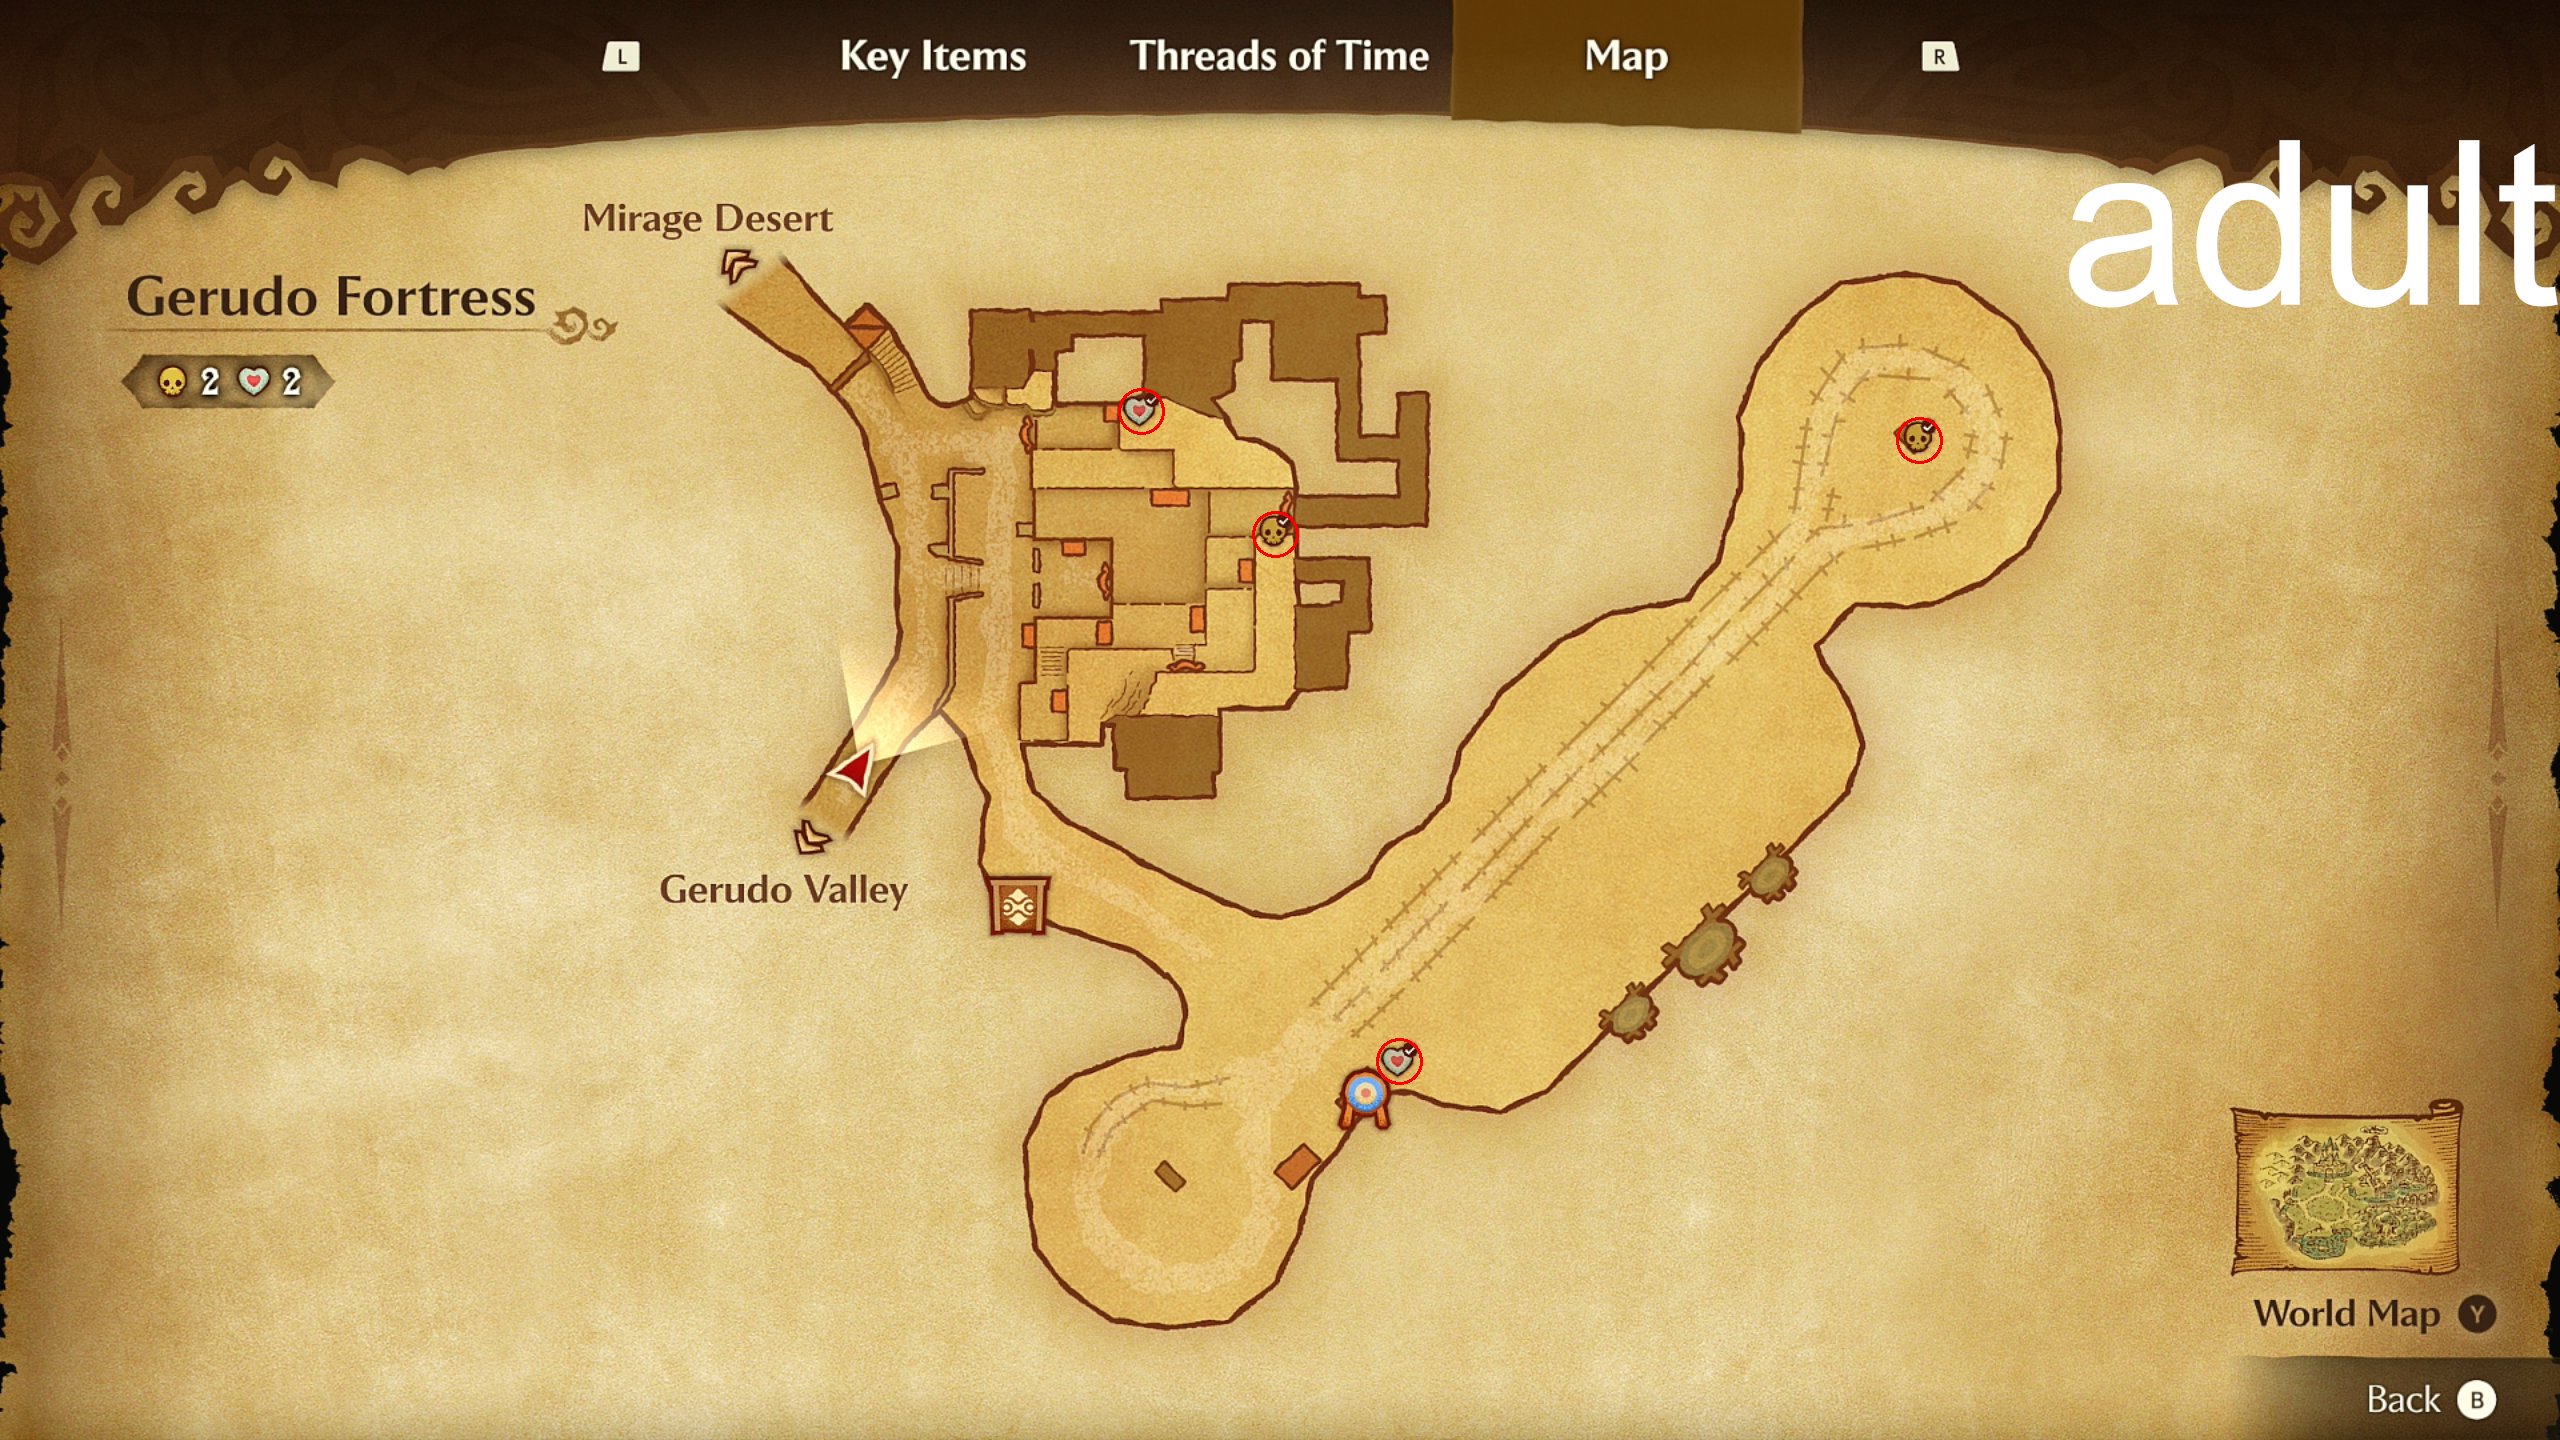 L Key Items Threads of Time Map R
adult
Mirage Desert
Gerudo Fortress
2 2
Gerudo Valley
World Map Y
Back B